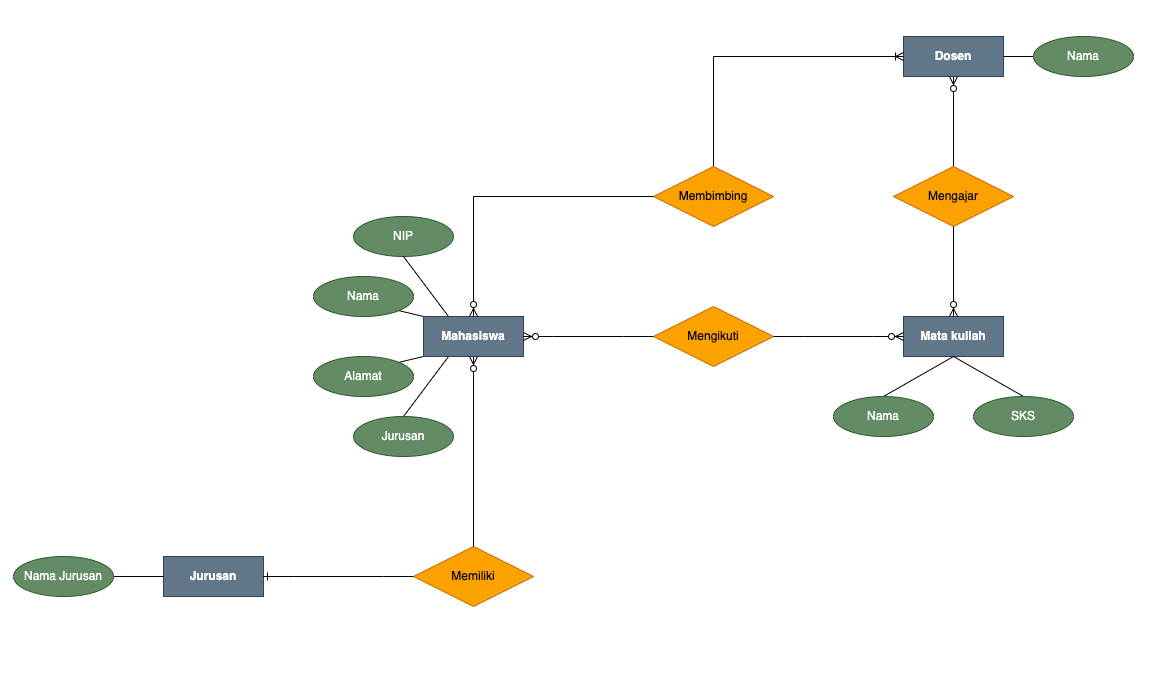 Dosen
Nama
Membimbing
Mengajar
NIP
Nama
Mahasiswa
Mengikuti
Mata kuliah
Alamat
Nama
SKS
Jurusan
Nama Jurusan
Jurusan
Memiliki